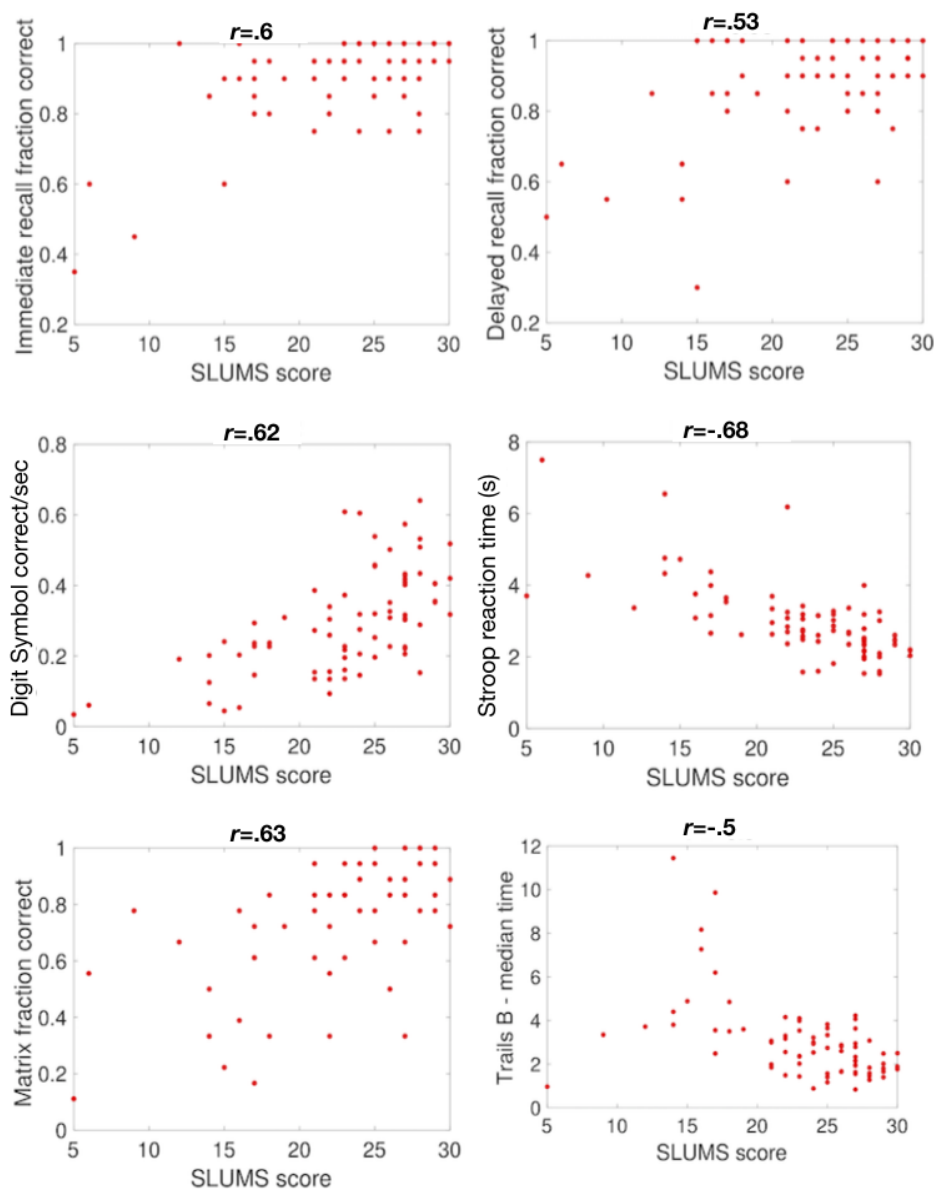 r=.6
Immediate recall fraction correct
1
0.8
0.6
0.4
0.2
5 10 15 20 25 30
SLUMS score
r=.53
Delayed recall fraction correct
1
0.8
0.6
0.4
0.2
5 10 15 20 25 30
SLUMS score
r=.62
Digit Symbol correct/sec
0.8
0.6
0.4
0.2
0
5 10 15 20 25 30
SLUMS score
r=-.68
Stroop reaction time (s)
8
6
4
2
0
5 10 15 20 25 30
SLUMS score
r=.63
Matrix fraction correct
1
0.8
0.6
0.4
0.2
0
5 10 15 20 25 30
SLUMS score
r=-.5
Trails B - median time
12
10
8
6
4
2
0
5 10 15 20 25 30
SLUMS score